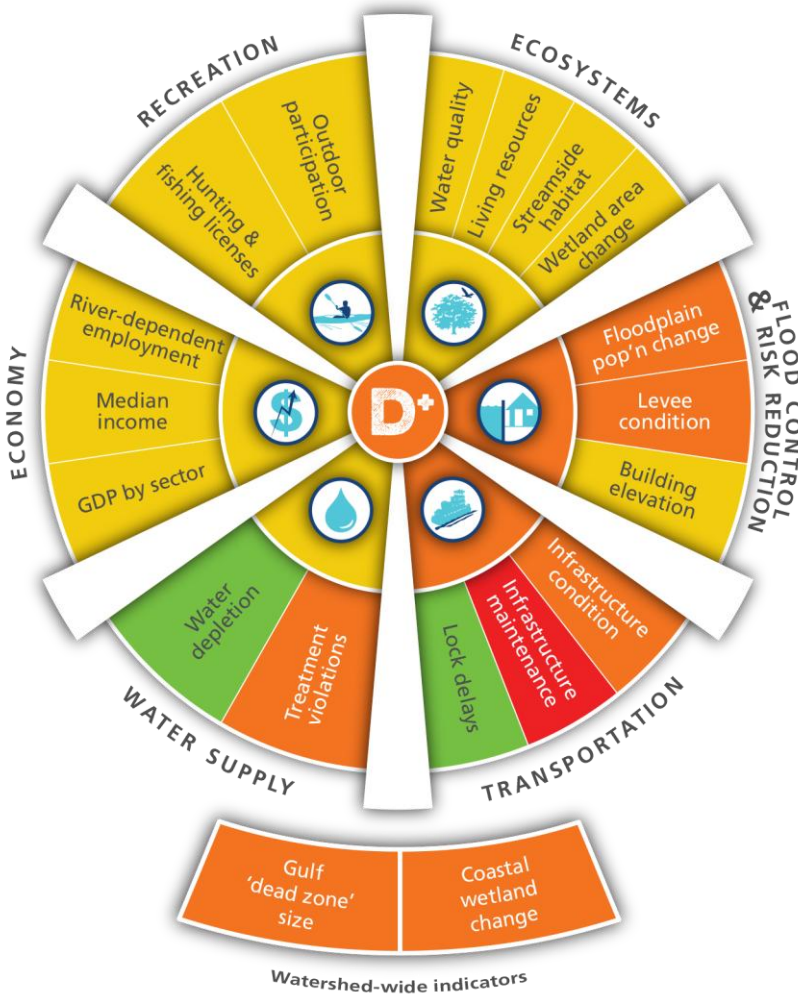 RECREATION
Hunting &
fishing licenses
Outdoor
participation
ECOSYSTEMS
Water quality
Living resources
Streamside
habitat
Wetland area
change
FLOOD CONTROL
& RISK REDUCTION
Floodplain
pop'n change
Levee
condition
Building
elevation
ECONOMY
River-dependent
employment
Median
income
GDP by sector
$
D+
WATER SUPPLY
Water
depletion
Treatment
violations
TRANSPORTATION
Lock delays
Infrastructure
maintenance
Infrastructure
condition
Gulf
‘dead zone’
size
Coastal
wetland
change
Watershed-wide indicators